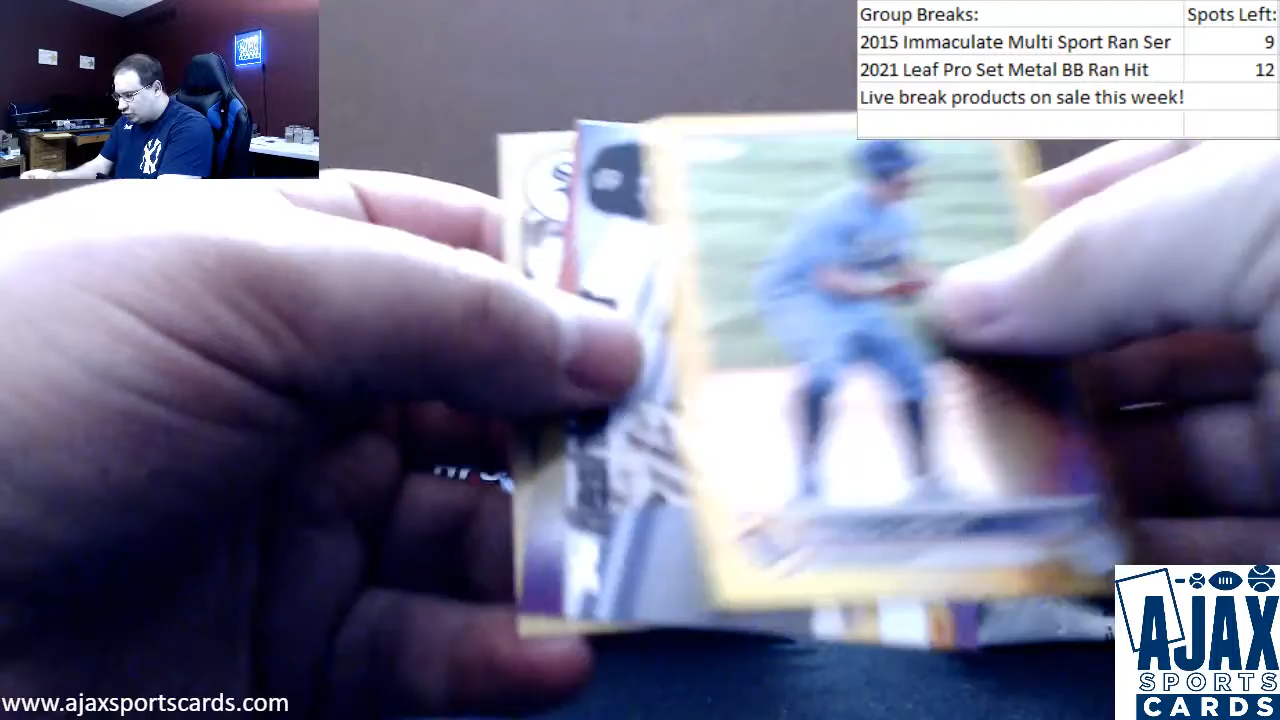 Group Breaks: Spots Left:
2015 Immaculate Multi Sport Ran Ser 9
2021 Leaf Pro Set Metal BB Ran Hit 12
Live break products on sale this week!
AJAX
SPORTS
CARDS
www.ajaxsportscards.com